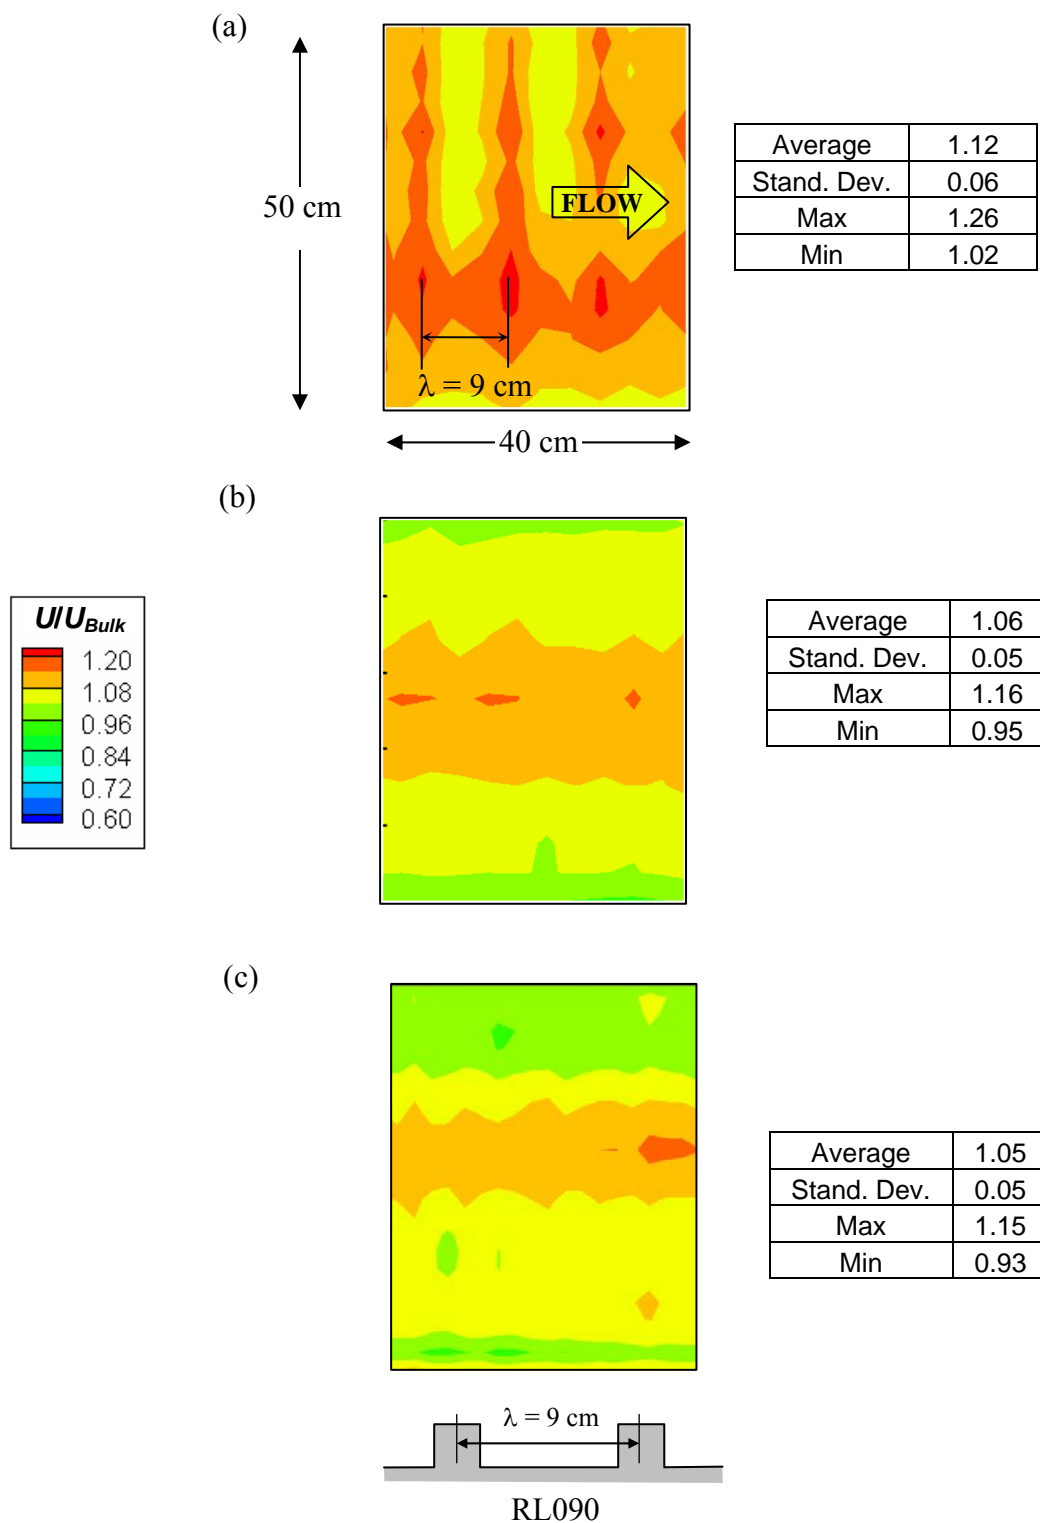 (a)
50 cm
FLOW
λ = 9 cm
40 cm
Average 1.12
Stand. Dev. 0.06
Max 1.26
Min 1.02
(b)
U/U Bulk
1.20
1.08
0.96
0.84
0.72
0.60
Average 1.06
Stand. Dev. 0.05
Max 1.16
Min 0.95
(c)
Average 1.05
Stand. Dev. 0.05
Max 1.15
Min 0.93
λ = 9 cm
RL090